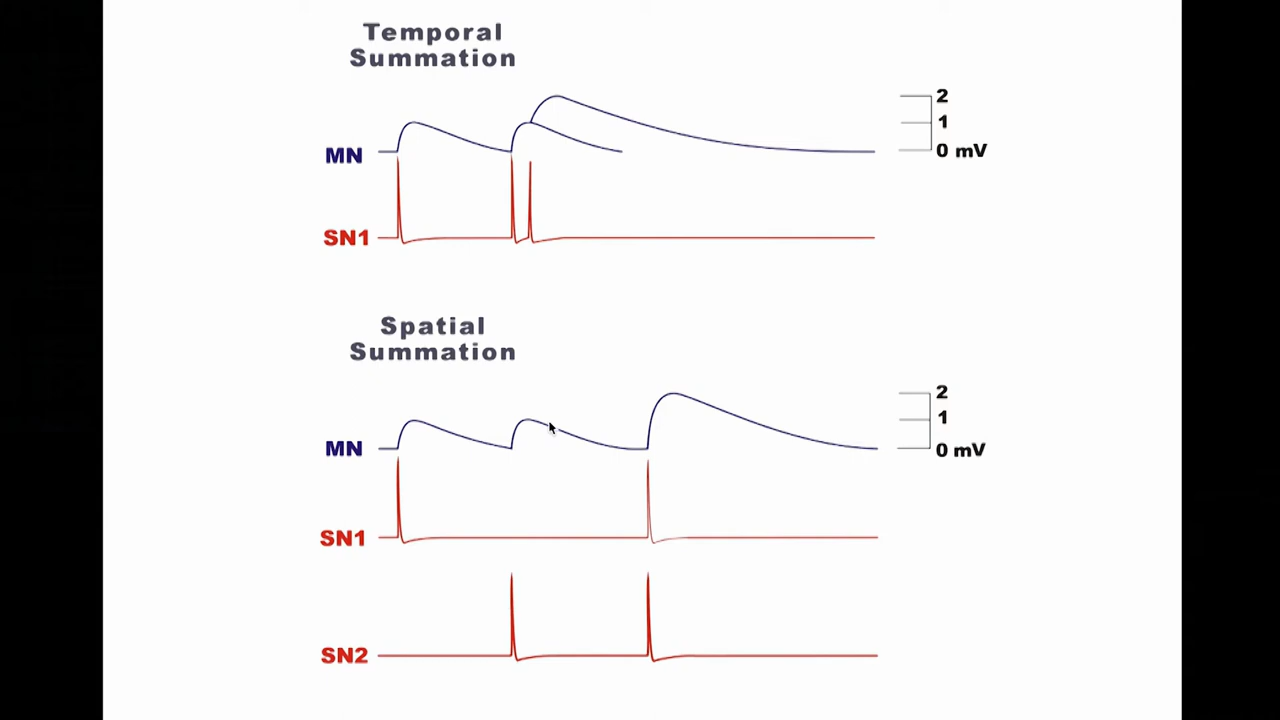 Temporal
Summation
2
1
MN
0 mV
SN1
Spatial
Summation
2
1
MN
0 mV
SN1
SN2